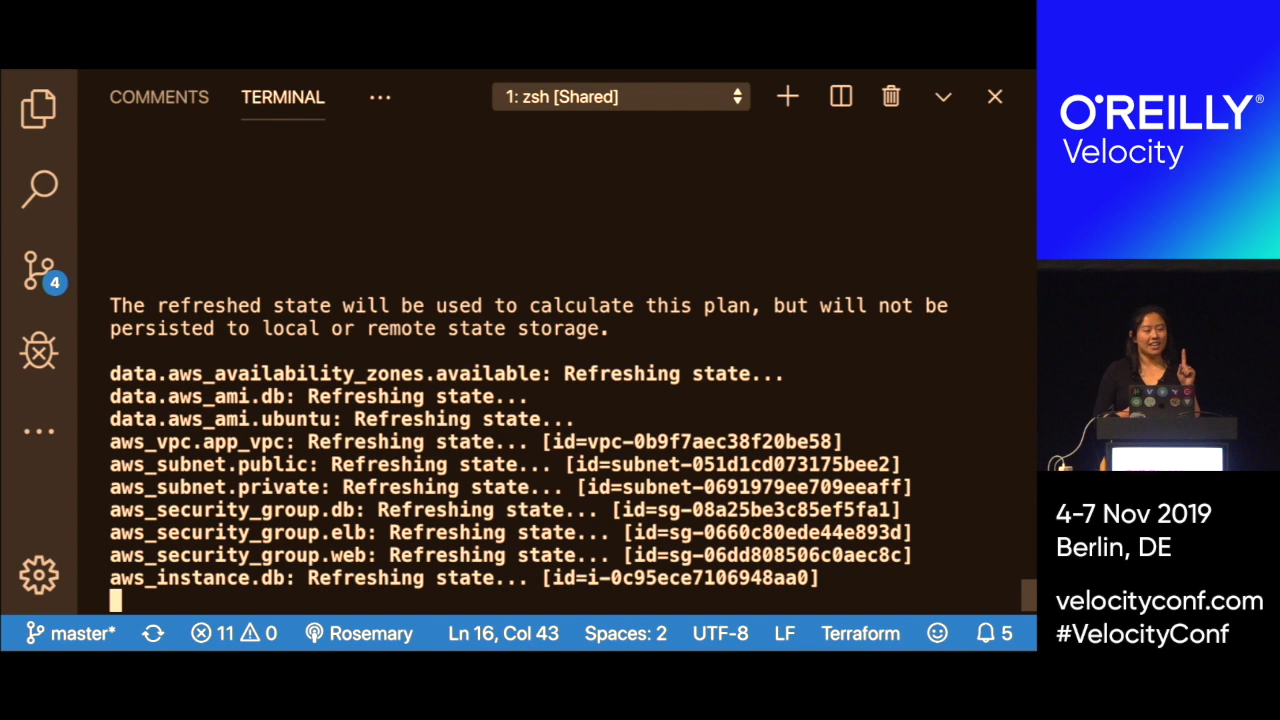 COMMENTS
TERMINAL
1: zsh [Shared]
4
The refreshed state will be used to calculate this plan, but will not be
persisted to local or remote state storage.
data.aws_availability_zones.available: Refreshing state...
data.aws_ami.db: Refreshing state...
data.aws_ami.ubuntu: Refreshing state...
aws_vpc.app_vpc: Refreshing state... [id=vpc-0b9f7aec38f20be58]
aws_subnet.public: Refreshing state... [id=subnet-051d1cd073175bee2]
aws_subnet.private: Refreshing state... [id=subnet-0691979ee709eeaff]
aws_security_group.db: Refreshing state... [id=sg-08a25be3c85ef5fa1]
aws_security_group.elb: Refreshing state... [id=sg-0660c80ede44e893d]
aws_security_group.web: Refreshing state... [id=sg-06dd808506c0aec8c]
aws_instance.db: Refreshing state... [id=i-0c95ece7106948aa0]
master* 11 0 Rosemary Ln 16, Col 43 Spaces: 2 UTF-8 LF Terraform 5
O'REILLY®
Velocity
4-7 Nov 2019
Berlin, DE
velocityconf.com
#VelocityConf